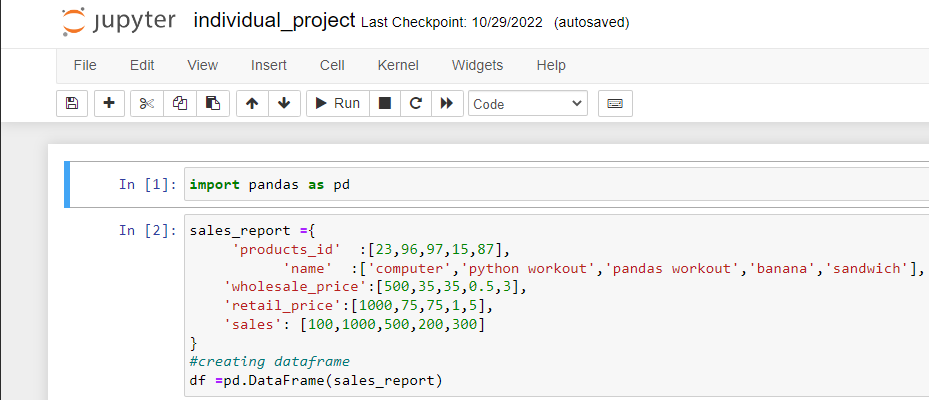 jupyter individual_project Last Checkpoint: 10/29/2022 (autosaved)
File Edit View Insert Cell Kernel Widgets Help
Run Code
In [1]: import pandas as pd
In [2]: sales_report ={
'products_id' :[23,96,97,15,87],
'name' :['computer','python workout','pandas workout','banana','sandwich'],
'wholesale_price':[500,35,35,0.5,3],
'retail_price':[1000,75,75,1,5],
'sales': [100,1000,500,200,300]
}
#creating dataframe
df =pd.DataFrame(sales_report)